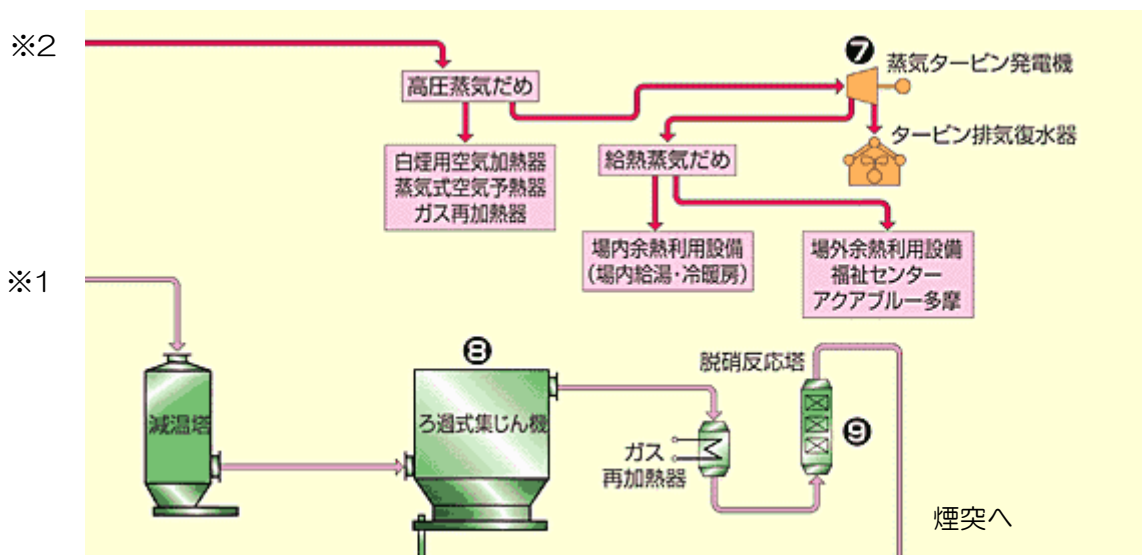 ※2
❼
蒸気タービン発電機
高圧蒸気だめ
タービン排気復水器
白煙用空気加熱器
蒸気式空気予熱器
ガス再加熱器
給熱蒸気だめ
場内余熱利用設備
(場内給湯・冷暖房)
場外余熱利用設備
福祉センター
アクアブルー多摩
※1
❽
脱硝反応塔
減温塔
ろ過式集じん機
❾
ガス
再加熱器
煙突へ